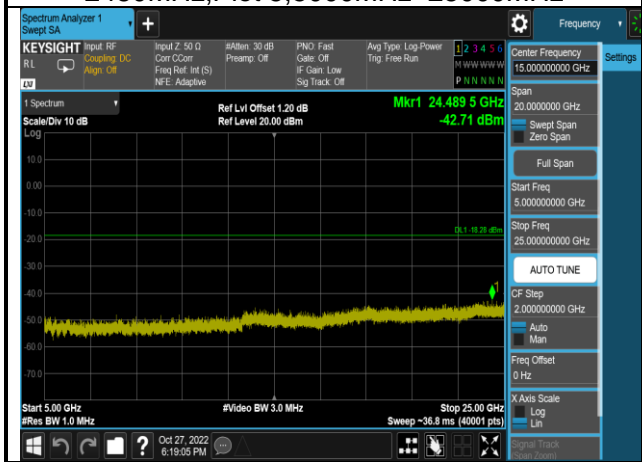 Spectrum Analyzer 1
Swept SA
Frequency
KEYSIGHT
RL
LXI
Input: RF
Coupling: DC
Align: Off
Input Z: 50 Ω
Corr CCorr
Freq Ref: Int (S)
NFE: Adaptive
#Atten: 30 dB
Preamp: Off
PNO: Fast
Gate: Off
IF Gain: Low
Sig Track: Off
Avg Type: Log-Power
Trig: Free Run
1 2 3 4 5 6
M W W W W W
P N N N N N
Center Frequency
15.000000000 GHz
Settings
1 Spectrum
Scale/Div 10 dB
Log
Ref Lvl Offset 1.20 dB
Ref Level 20.00 dBm
Mkr1 24.489 5 GHz
-42.71 dBm
Span
20.0000000 GHz
Swept Span
Zero Span
Full Span
Start Freq
5.000000000 GHz
Stop Freq
25.000000000 GHz
AUTO TUNE
CF Step
2.000000000 GHz
Auto
Man
Freq Offset
0 Hz
X Axis Scale
Log
Lin
Signal Track
(Span Zoom)
10.0
0.00
-10.0
-20.0
-30.0
-40.0
-50.0
-60.0
-70.0
DL1 -18.28 dBm
1
Start 5.00 GHz
#Res BW 1.0 MHz
#Video BW 3.0 MHz
Stop 25.00 GHz
Sweep ~36.8 ms (40001 pts)
?
Oct 27, 2022
6:19:05 PM